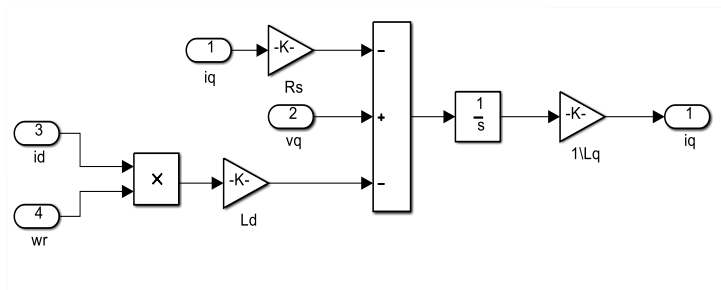 1
-K-
iq
Rs
−
2
vq
+
3
id
×
-K-
Ld
−
4
wr
1
s
-K-
1\Lq
1
iq